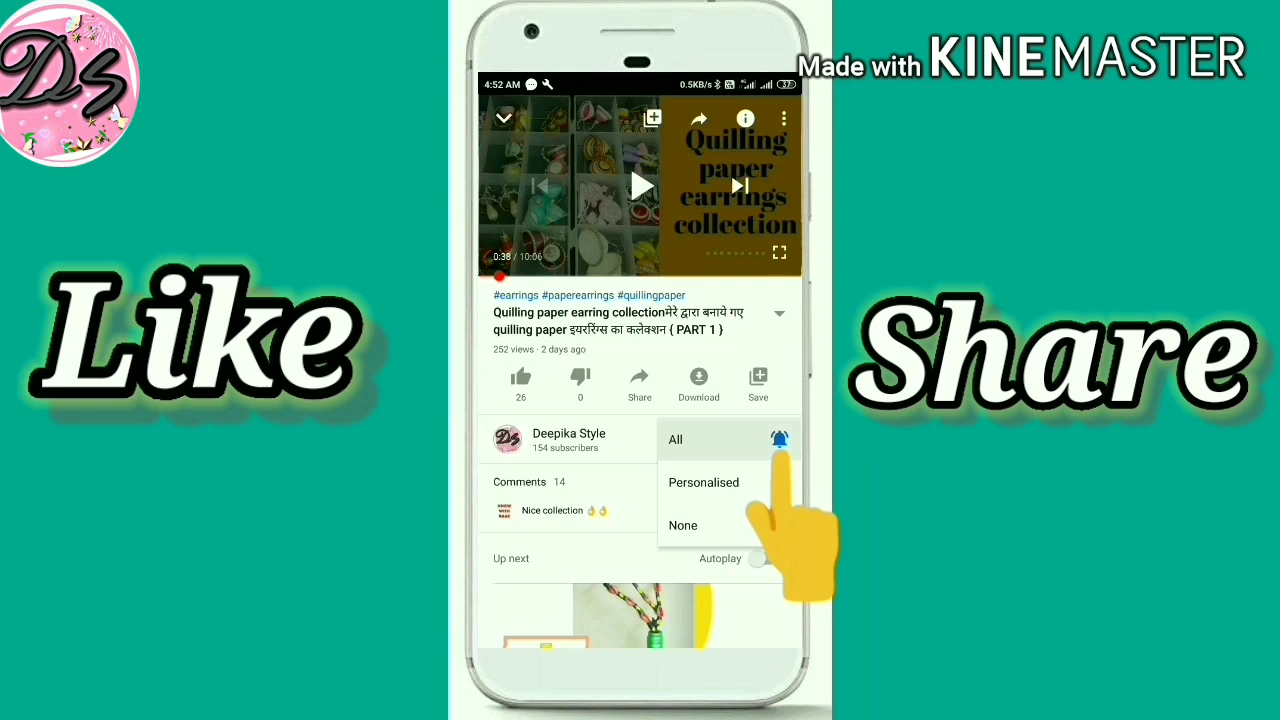 Ds
Made with KINEMASTER
4:52 AM
0.5KB/s
37
Quilling
paper
earrings
collection
0:38 / 10:06
#earrings #paperearrings #quillingpaper
Quilling paper earring collectionमेरे द्वारा बनाये गए
quilling paper इयररिंग्स का कलेक्शन { PART 1 }
252 views · 2 days ago
26
0
Share
Download
Save
Like
Share
Ds
Deepika Style
154 subscribers
All
Personalised
None
Comments 14
Nice collection 👌👌
Up next
Autoplay